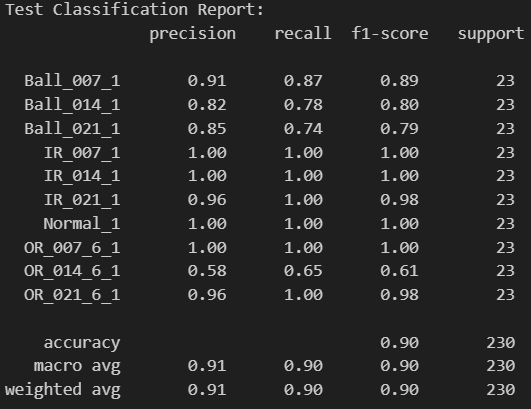 Test Classification Report:
precision recall f1-score support
Ball_007_1 0.91 0.87 0.89 23
Ball_014_1 0.82 0.78 0.80 23
Ball_021_1 0.85 0.74 0.79 23
IR_007_1 1.00 1.00 1.00 23
IR_014_1 1.00 1.00 1.00 23
IR_021_1 0.96 1.00 0.98 23
Normal_1 1.00 1.00 1.00 23
OR_007_6_1 1.00 1.00 1.00 23
OR_014_6_1 0.58 0.65 0.61 23
OR_021_6_1 0.96 1.00 0.98 23
accuracy 0.90 230
macro avg 0.91 0.90 0.90 230
weighted avg 0.91 0.90 0.90 230